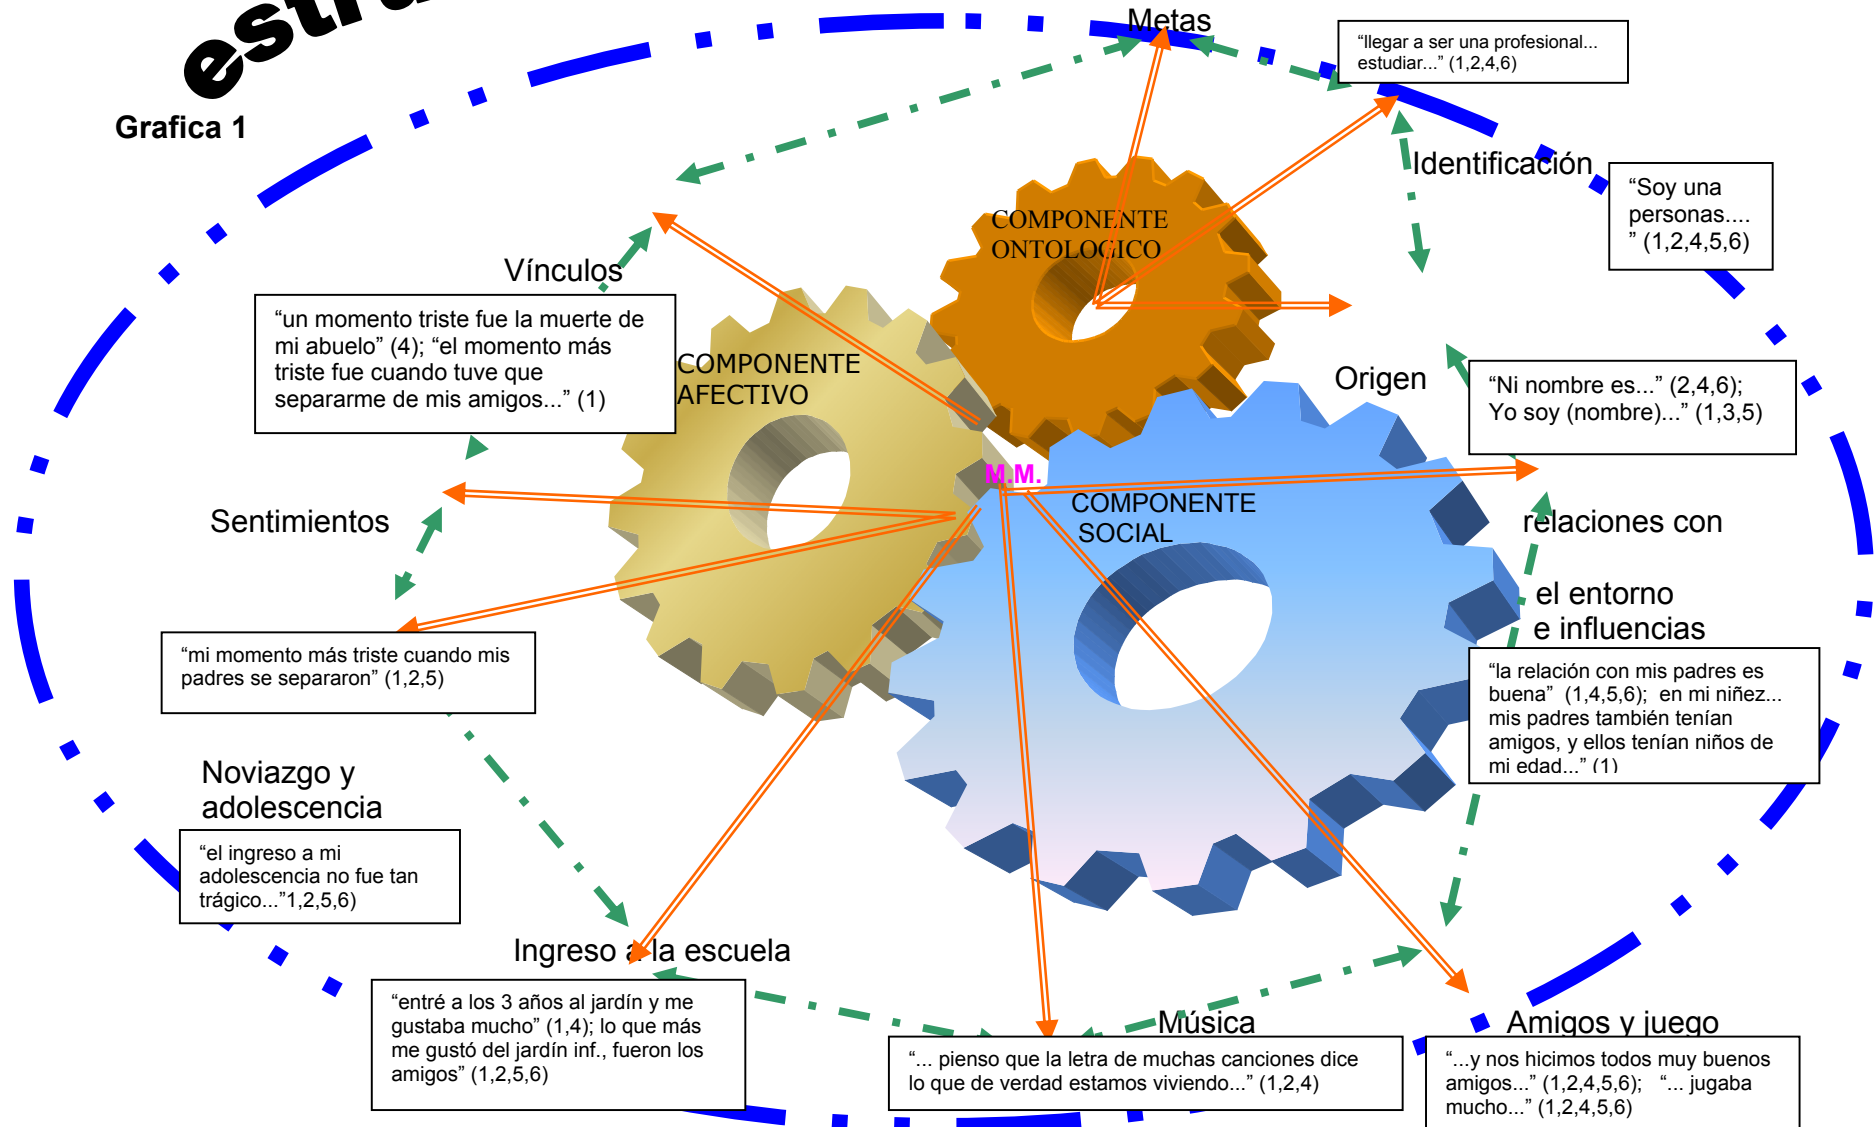 Grafica 1
Metas
“llegar a ser una profesional...
estudiar...” (1,2,4,6)
Identificación
“Soy una
personas....
” (1,2,4,5,6)
COMPONENTE
ONTOLOGICO
Vínculos
“un momento triste fue la muerte de
mi abuelo” (4); “el momento más
triste fue cuando tuve que
separarme de mis amigos...” (1)
COMPONENTE
AFECTIVO
Origen
“Ni nombre es...” (2,4,6);
Yo soy (nombre)...” (1,3,5)
M.M.
COMPONENTE
SOCIAL
Sentimientos
relaciones con
el entorno
e influencias
“mi momento más triste cuando mis
padres se separaron” (1,2,5)
“la relación con mis padres es
buena” (1,4,5,6); en mi niñez...
mis padres también tenían
amigos, y ellos tenían niños de
mi edad...” (1)
Noviazgo y
adolescencia
“el ingreso a mi
adolescencia no fue tan
trágico...”1,2,5,6)
Ingreso a la escuela
“entré a los 3 años al jardín y me
gustaba mucho” (1,4); lo que más
me gustó del jardín inf., fueron los
amigos” (1,2,5,6)
Música
“... pienso que la letra de muchas canciones dice
lo que de verdad estamos viviendo...” (1,2,4)
Amigos y juego
“...y nos hicimos todos muy buenos
amigos...” (1,2,4,5,6); “... jugaba
mucho...” (1,2,4,5,6)